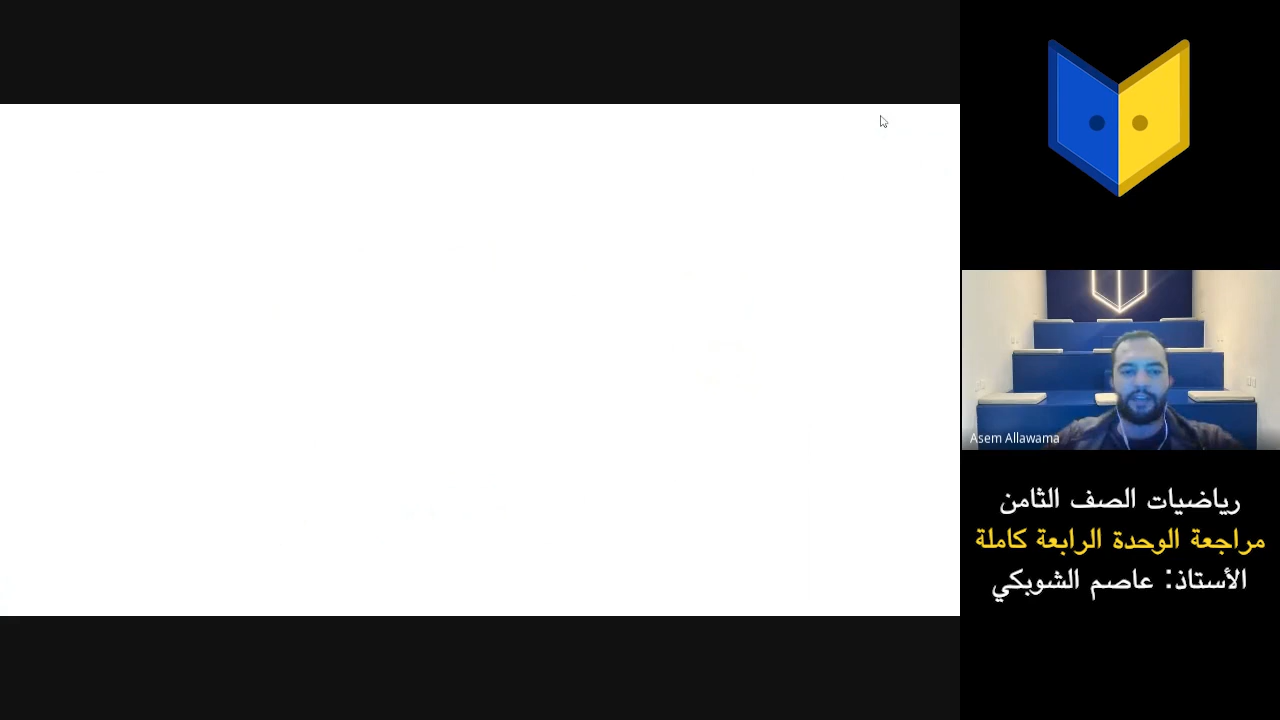 Asem Allawama
رياضيات الصف الثامن
مراجعة الوحدة الرابعة كاملة
الأستاذ: عاصم الشوبكي